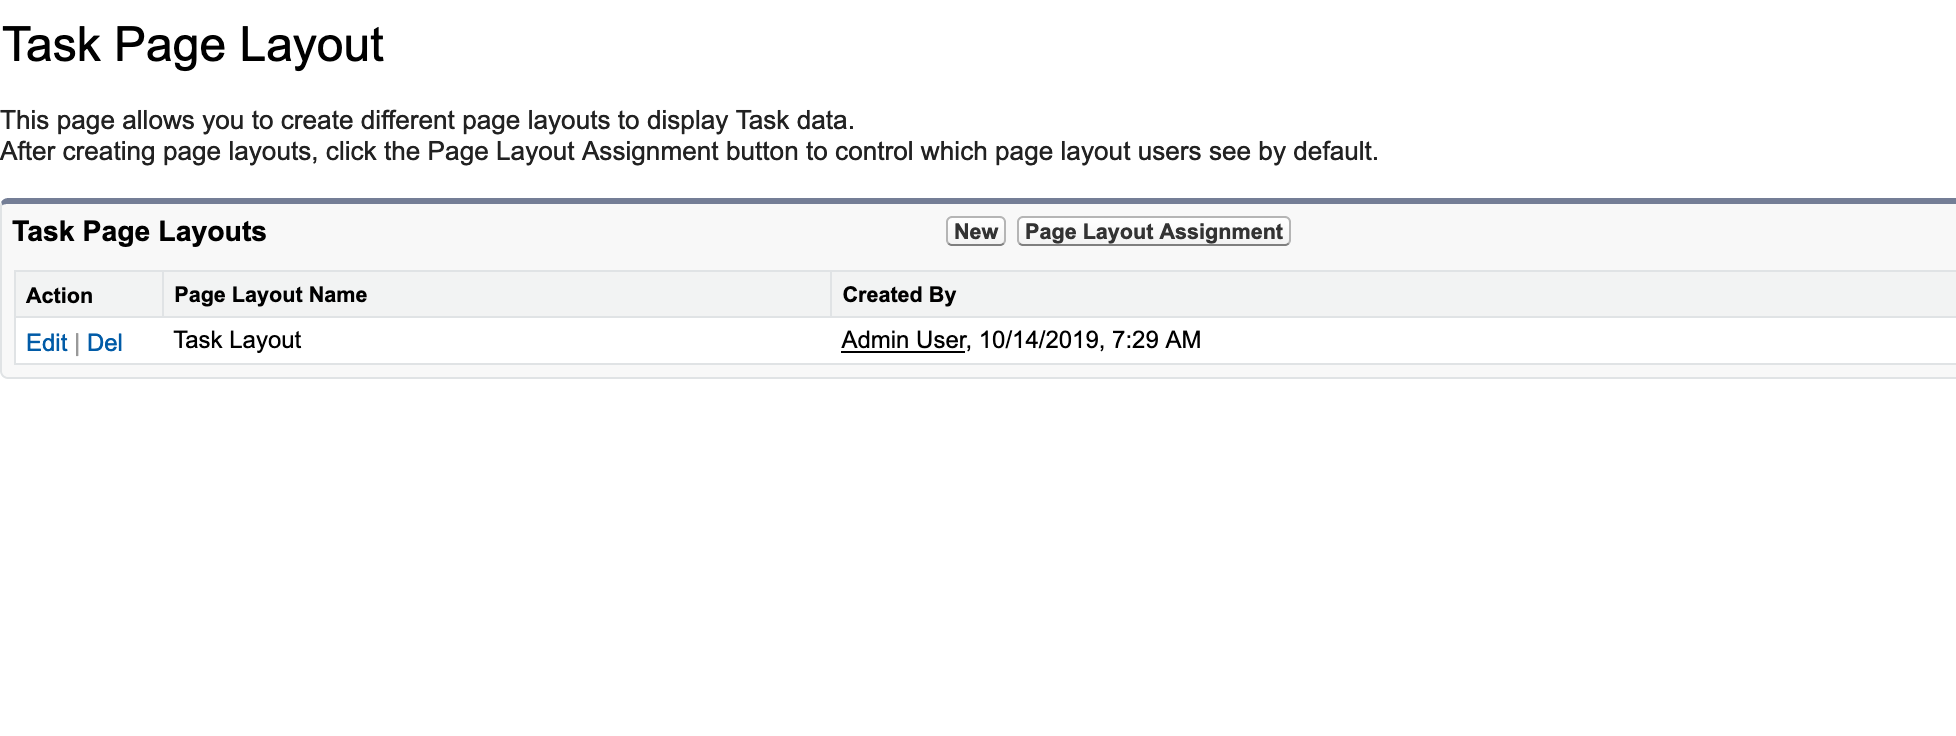 Task Page Layout
This page allows you to create different page layouts to display Task data.
After creating page layouts, click the Page Layout Assignment button to control which page layout users see by default.
Task Page Layouts
New
Page Layout Assignment
Action
Page Layout Name
Created By
Edit | Del
Task Layout
Admin User, 10/14/2019, 7:29 AM